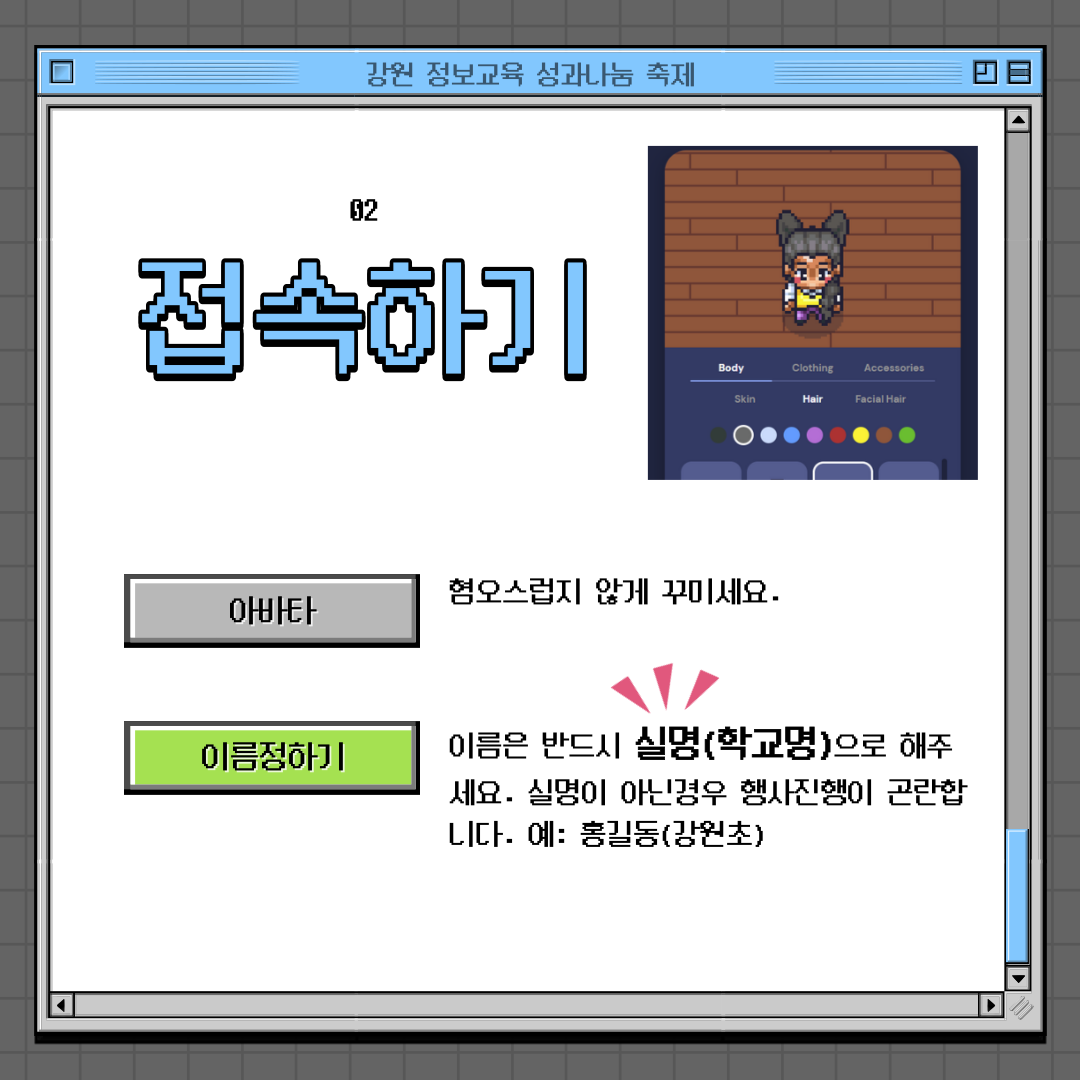 강원 정보교육 성과나눔 축제
02
접속하기
Body Clothing Accessories
Skin Hair Facial Hair
아바타
혐오스럽지 않게 꾸미세요.
이름정하기
이름은 반드시 실명(학교명)으로 해주
세요. 실명이 아닌경우 행사진행이 곤란합
니다. 예: 홍길동(강원초)